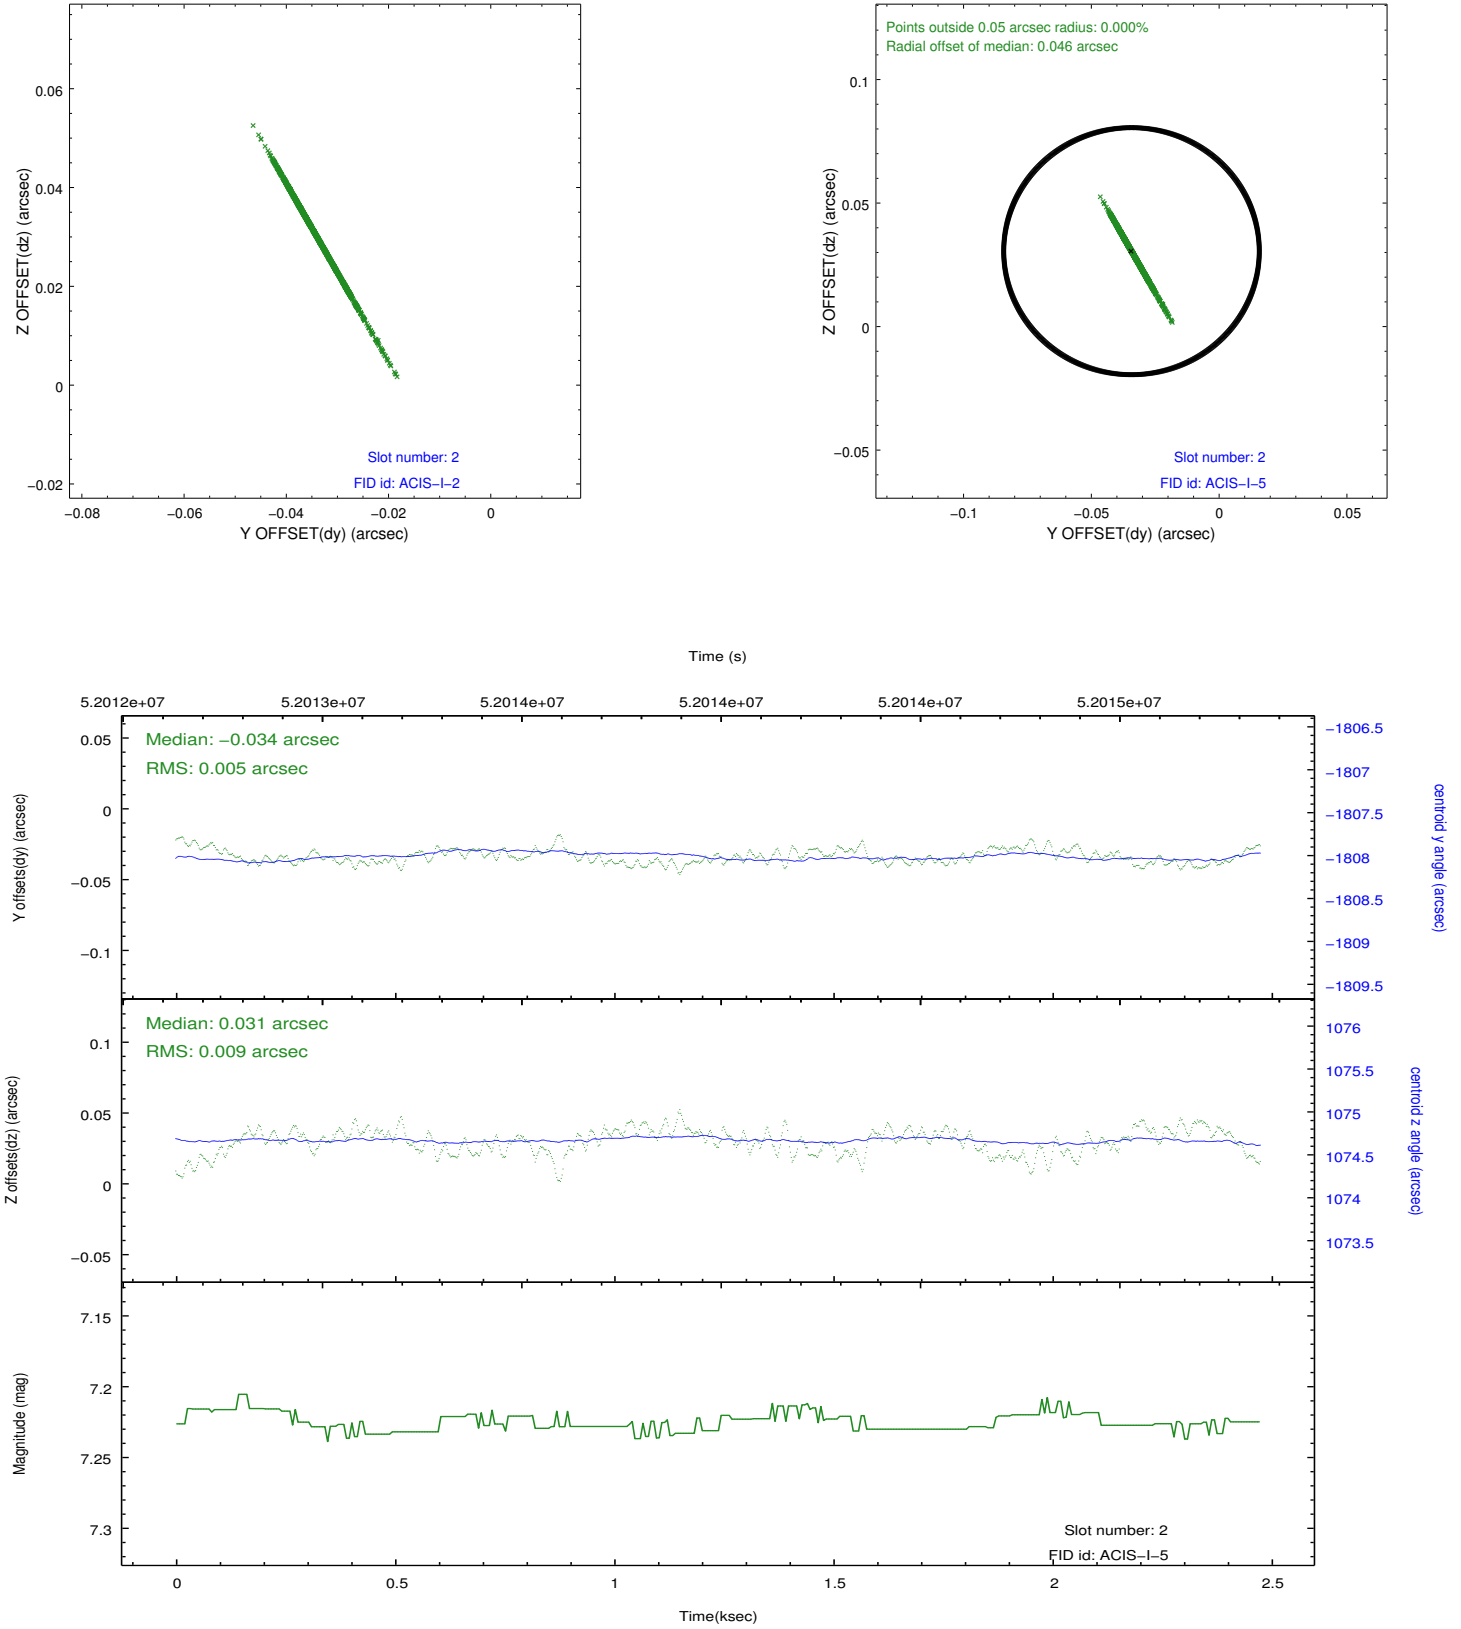 Points outside 0.05 arcsec radius: 0.000%
Radial offset of median: 0.046 arcsec
0.06
0.04
0.02
0
−0.02
Z OFFSET(dz) (arcsec)
Slot number: 2
FID id: ACIS−I−2
−0.08
−0.06
−0.04
−0.02
0
Y OFFSET(dy) (arcsec)
0.1
0.05
0
−0.05
Z OFFSET(dz) (arcsec)
Slot number: 2
FID id: ACIS−I−5
−0.1
−0.05
0
0.05
Y OFFSET(dy) (arcsec)
Time (s)
5.2012e+07
5.2013e+07
5.2014e+07
5.2014e+07
5.2014e+07
5.2015e+07
Median: −0.034 arcsec
RMS: 0.005 arcsec
0.05
0
−0.05
−0.1
Y offsets(dy) (arcsec)
−1806.5
−1807
−1807.5
−1808
−1808.5
−1809
−1809.5
centroid y angle (arcsec)
Median: 0.031 arcsec
RMS: 0.009 arcsec
0.1
0.05
0
−0.05
Z offsets(dz) (arcsec)
1076
1075.5
1075
1074.5
1074
1073.5
centroid z angle (arcsec)
7.15
7.2
7.25
7.3
Magnitude (mag)
Slot number: 2
FID id: ACIS−I−5
0
0.5
1
1.5
2
2.5
Time(ksec)